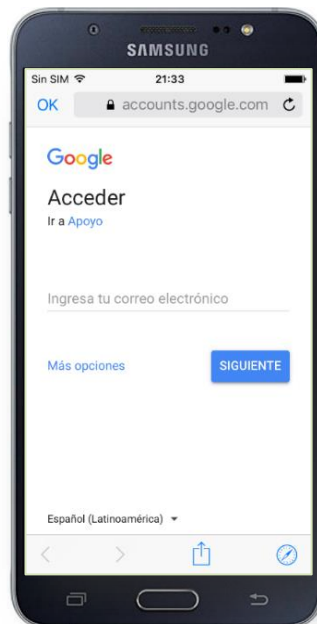 SAMSUNG
Sin SIM 21:33
OK accounts.google.com
Google
Acceder
Ir a Apoyo
Ingresa tu correo electrónico
Más opciones SIGUIENTE
Español (Latinoamérica)